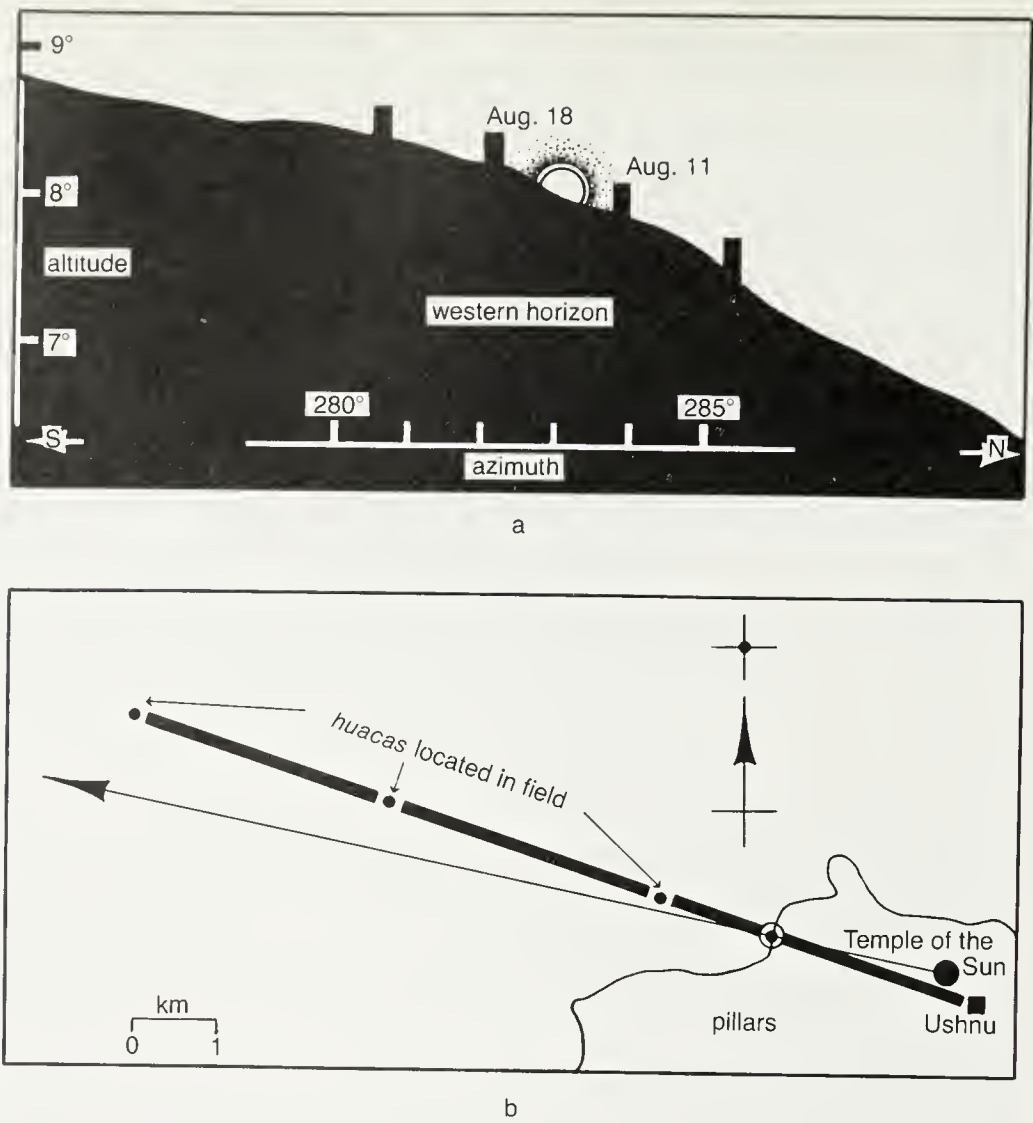 9°
Aug. 18
Aug. 11
8°
altitude
western horizon
7°
280°
285°
S
N
azimuth
a
huacas located in field
Temple of the
Sun
km
pillars
Ushnu
0 1
b